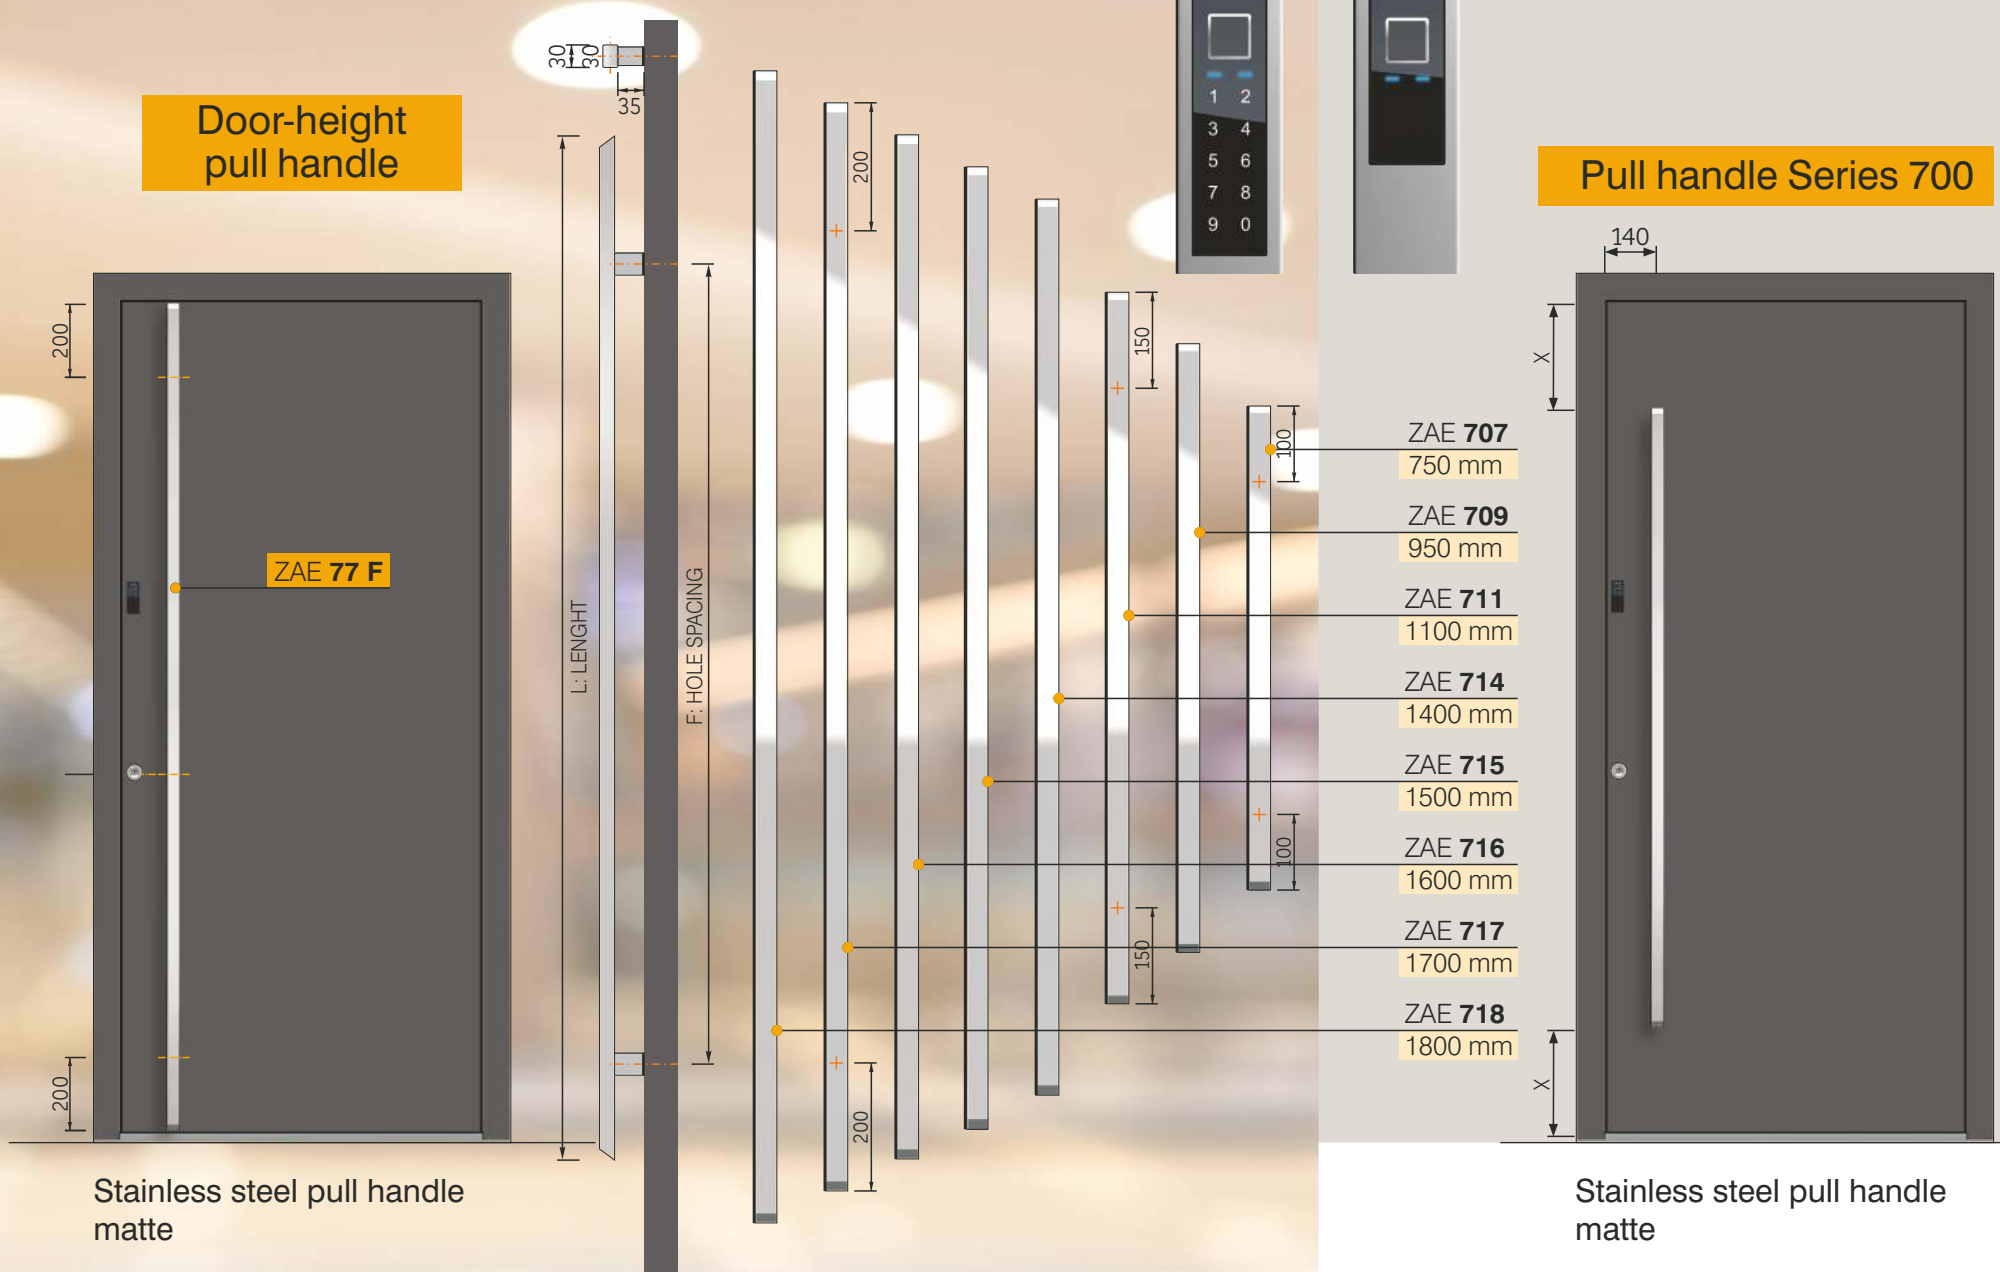 Door-height
pull handle
200
ZAE 77 F
200
Stainless steel pull handle
matte
30
30
35
L: LENGHT
F: HOLE SPACING
200
200
150
150
100
100
1 2
3 4
5 6
7 8
9 0
ZAE 707
750 mm
ZAE 709
950 mm
ZAE 711
1100 mm
ZAE 714
1400 mm
ZAE 715
1500 mm
ZAE 716
1600 mm
ZAE 717
1700 mm
ZAE 718
1800 mm
Pull handle Series 700
140
X
X
Stainless steel pull handle
matte